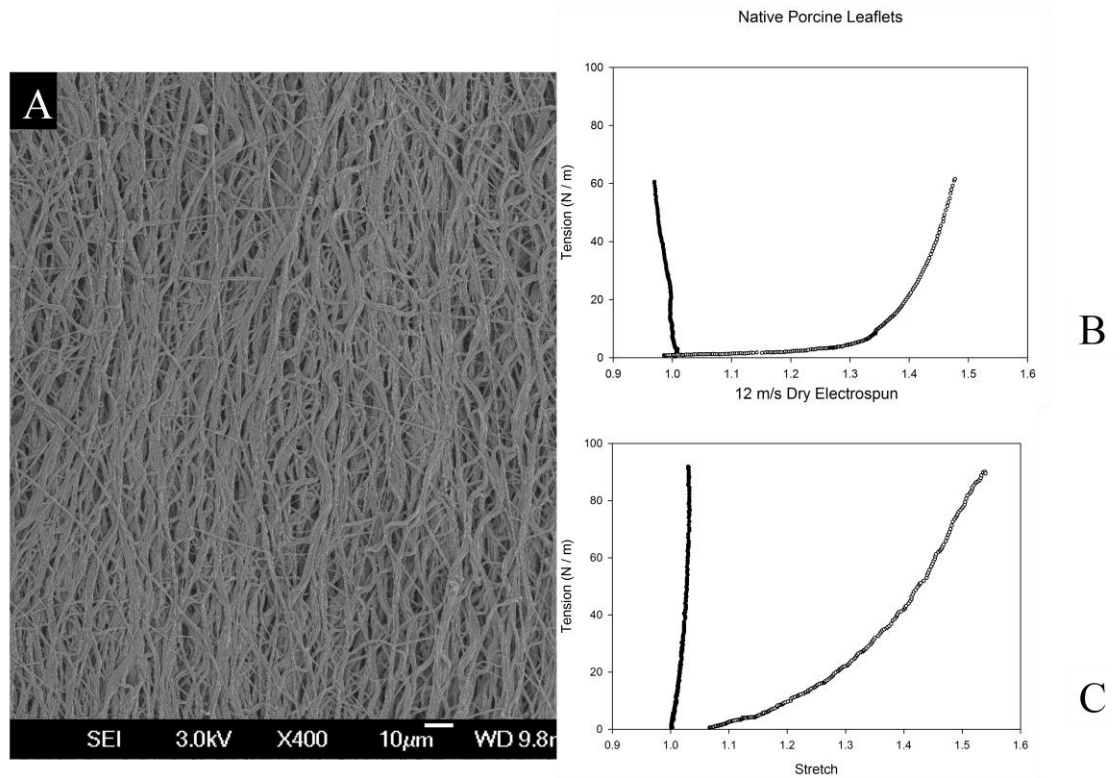 A
SEI 3.0kV X400 10μm WD 9.8m
Native Porcine Leaflets
Tension (N / m)
100
80
60
40
20
0
0.9 1.0 1.1 1.2 1.3 1.4 1.5 1.6
B
12 m/s Dry Electrospun
Tension (N / m)
100
80
60
40
20
0
0.9 1.0 1.1 1.2 1.3 1.4 1.5 1.6
Stretch
C